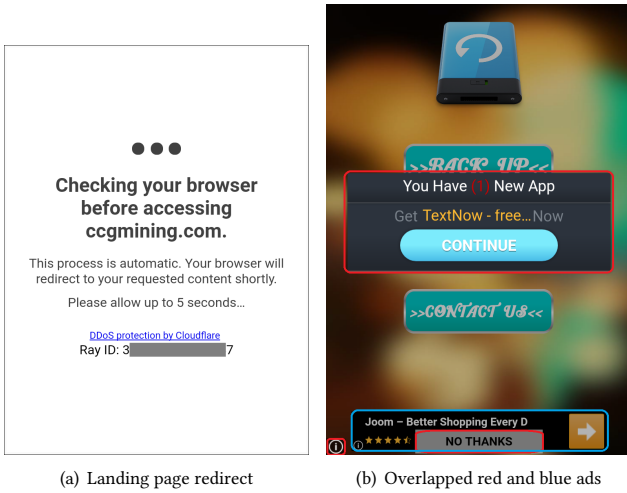 Checking your browser
before accessing
ccgmining.com.
This process is automatic. Your browser will
redirect to your requested content shortly.
Please allow up to 5 seconds...
DDoS protection by Cloudflare
Ray ID: 3 7
(a) Landing page redirect
>>BACK UP<<
You Have (1) New App
Get TextNow - free... Now
CONTINUE
>>CONTACT US<<
Joom – Better Shopping Every D
NO THANKS
(b) Overlapped red and blue ads